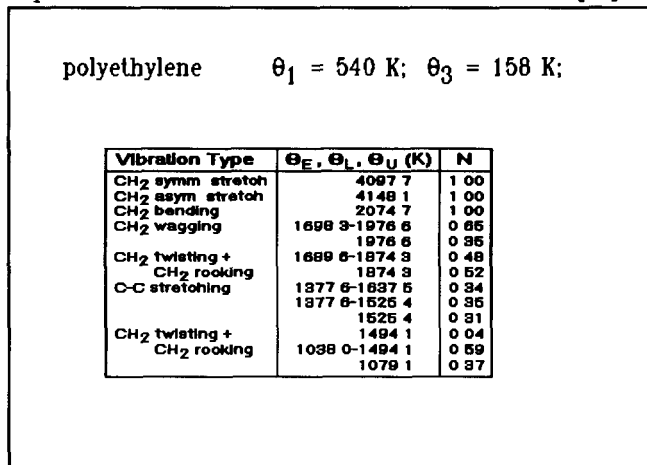 polyethylene θ1 = 540 K; θ3 = 158 K;
Vibration Type ΘE, ΘL, ΘU (K) N
CH2 symm stretch 4097 7 1 00
CH2 asym stretch 4148 1 1 00
CH2 bending 2074 7 1 00
CH2 wagging 1698 3-1976 6 0 65
1976 6 0 35
CH2 twisting + 1689 6-1874 3 0 48
CH2 rocking 1874 3 0 52
C-C stretching 1377 6-1637 5 0 34
1377 6-1525 4 0 35
1525 4 0 31
CH2 twisting + 1494 1 0 04
CH2 rocking 1038 0-1494 1 0 59
1079 1 0 37